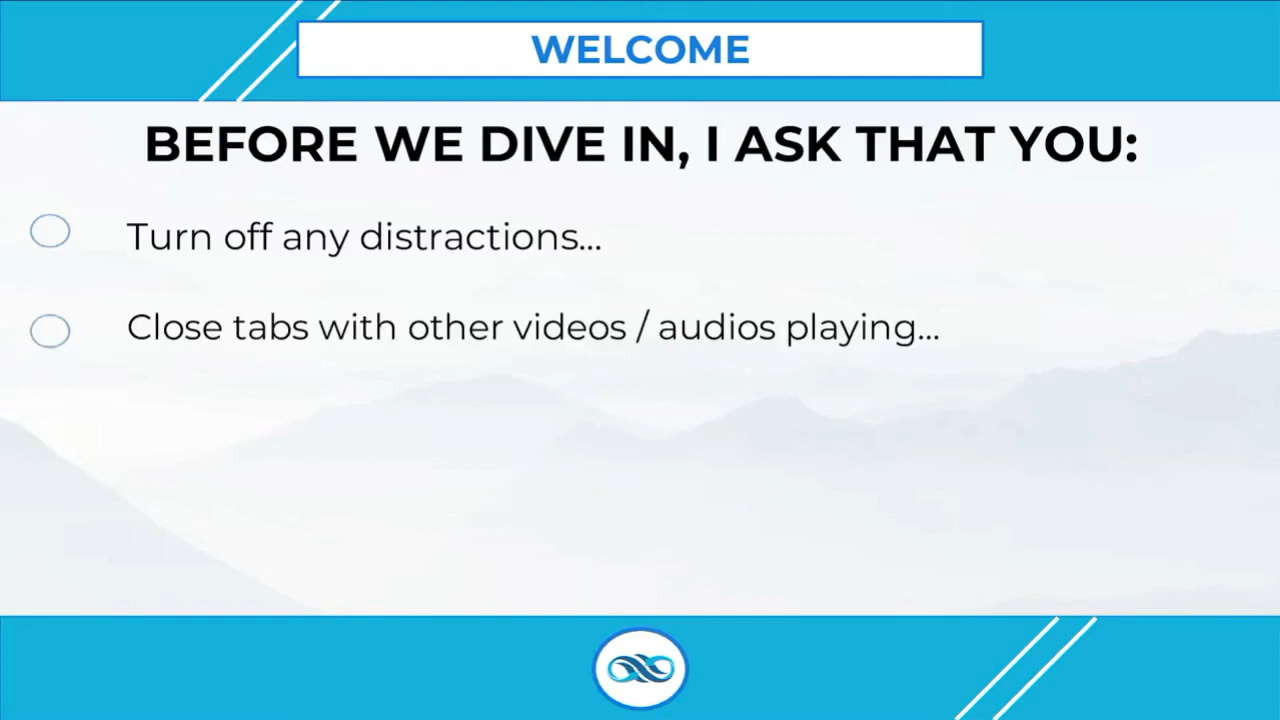 WELCOME
BEFORE WE DIVE IN, I ASK THAT YOU:
Turn off any distractions...
Close tabs with other videos / audios playing...